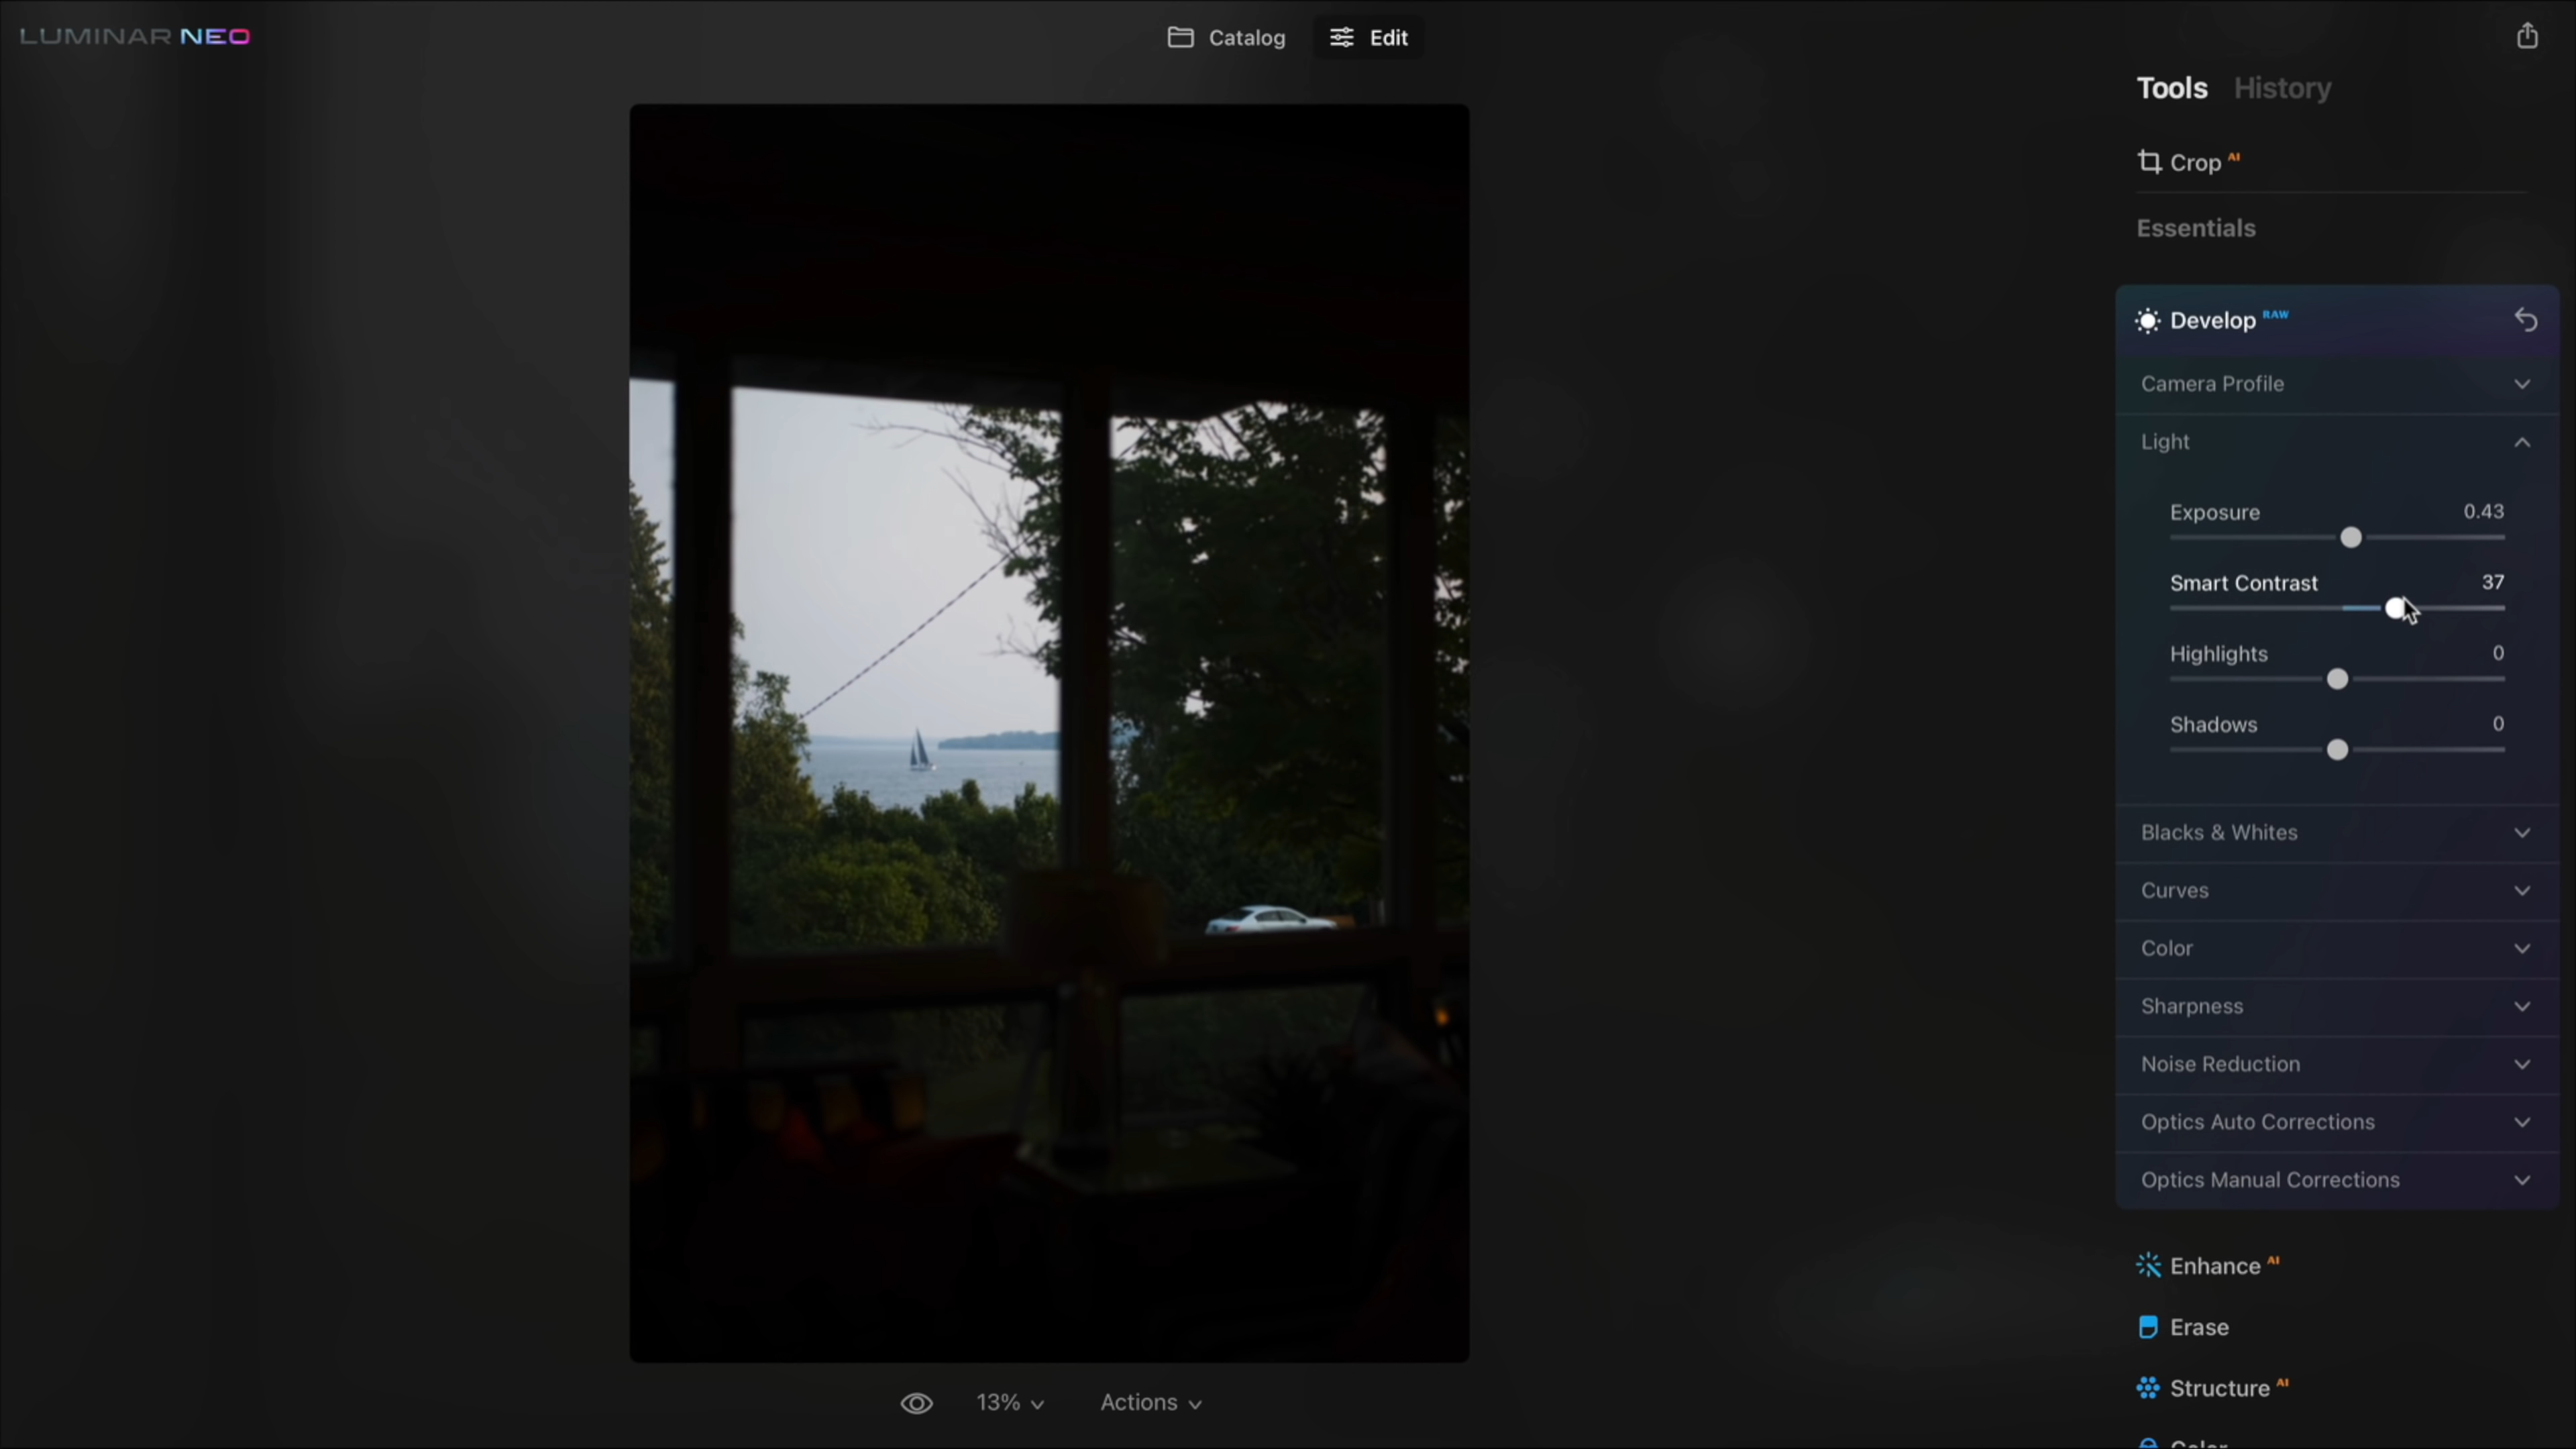 LUMINAR NEO
Catalog
Edit
Tools
History
Crop AI
Essentials
Develop RAW
Camera Profile
Light
Exposure 0.43
Smart Contrast 37
Highlights 0
Shadows 0
Blacks & Whites
Curves
Color
Sharpness
Noise Reduction
Optics Auto Corrections
Optics Manual Corrections
Enhance AI
Erase
Structure AI
Color
13%
Actions